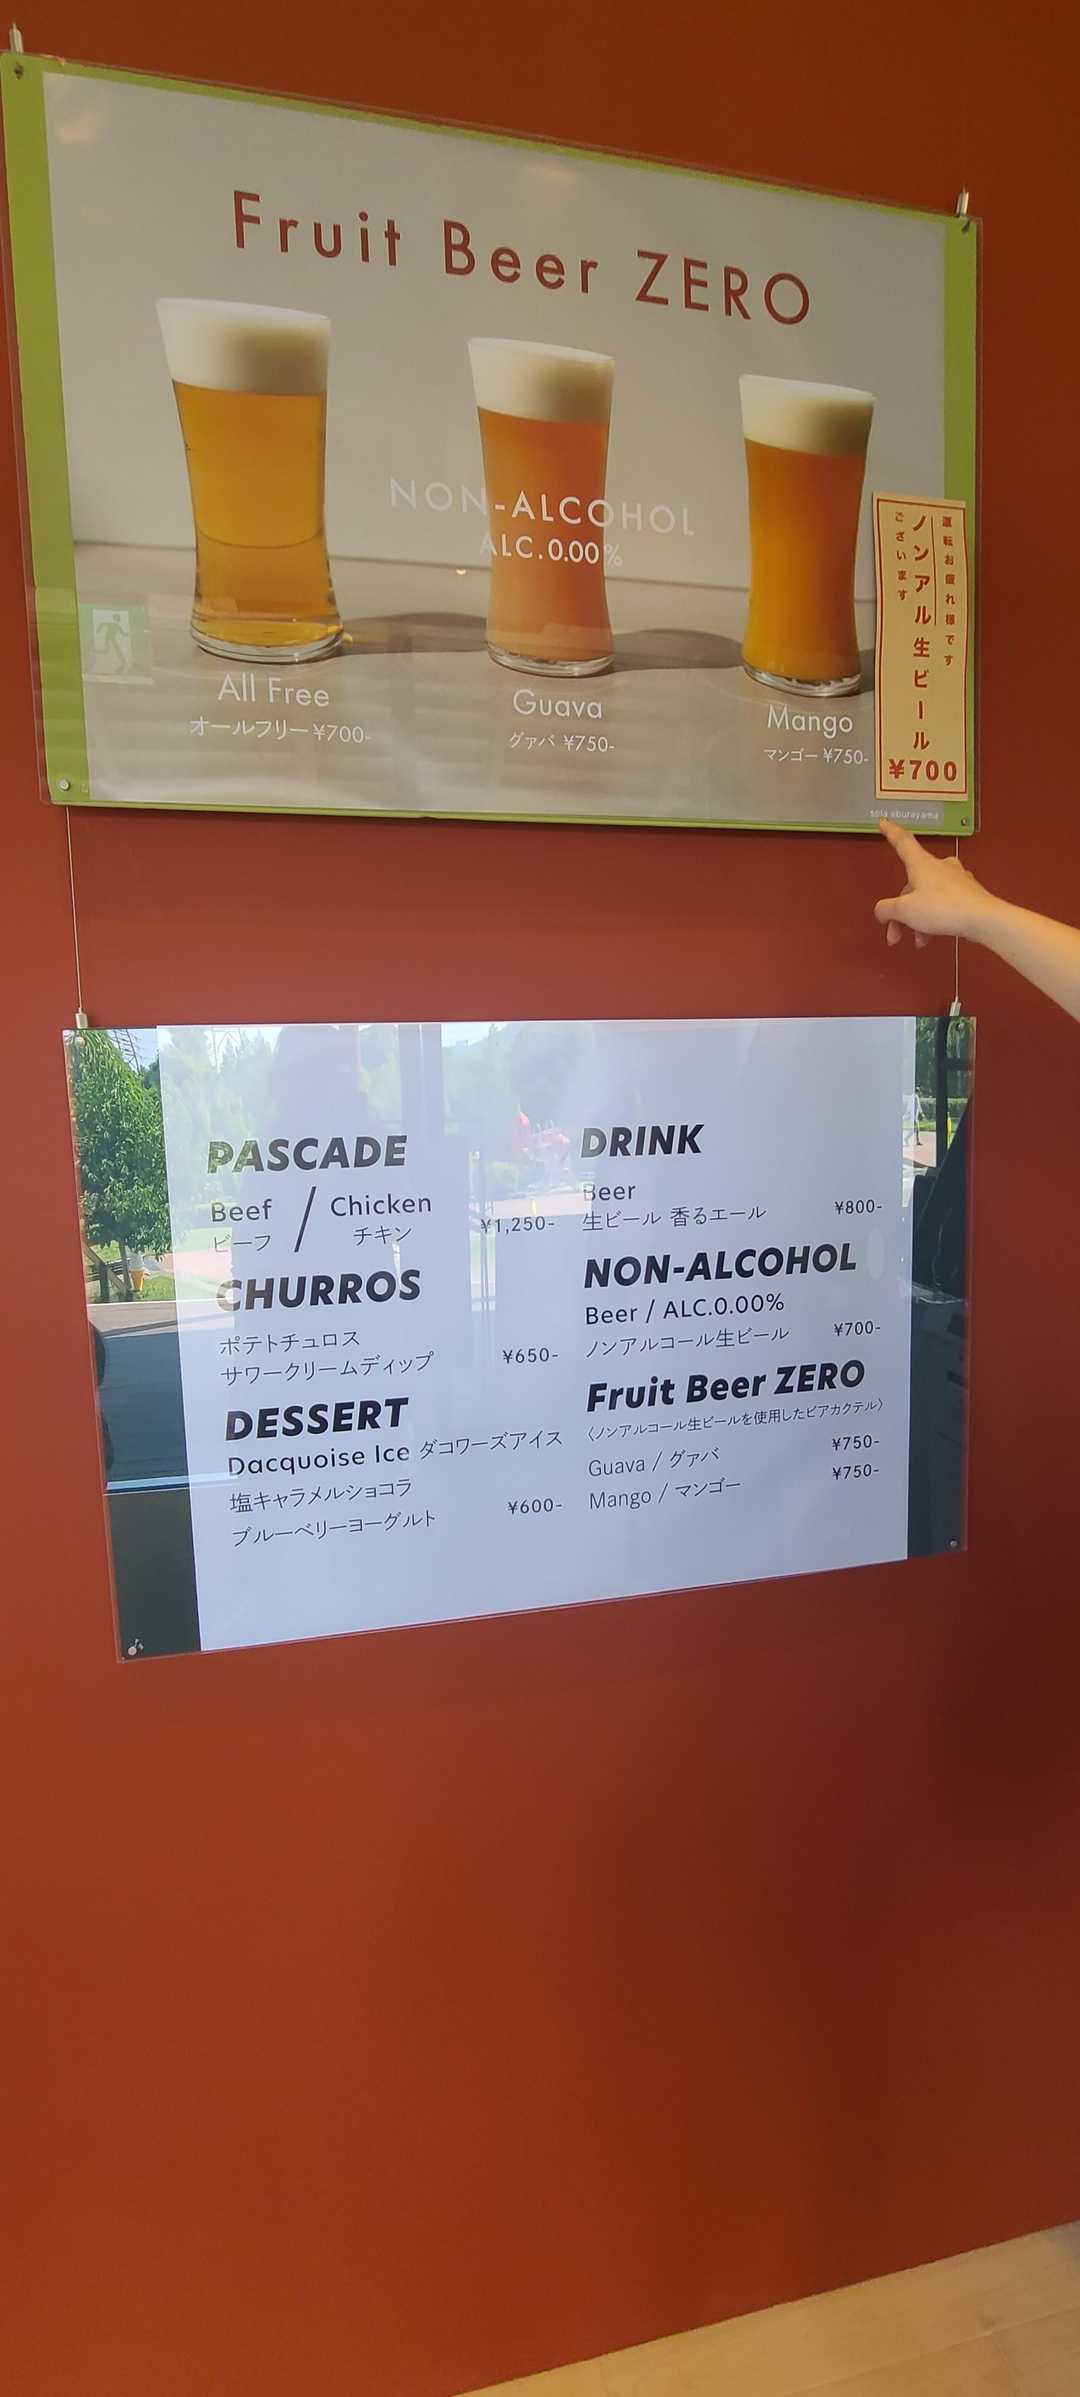 Fruit Beer ZERO
NON-ALCOHOL
ALC.0.00%
All Free
オールフリー ¥700-
Guava
グァバ ¥750-
Mango
マンゴー ¥750-
運転お疲れ様です
ノンアル生ビール
ございます
¥700
PASCADE
Beef / Chicken
ビーフ チキン ¥1,250-
CHURROS
ポテトチュロス
サワークリームディップ ¥650-
DESSERT
Dacquoise Ice ダコワーズアイス
塩キャラメルショコラ
ブルーベリーヨーグルト ¥600-
DRINK
Beer
生ビール 香るエール ¥800-
NON-ALCOHOL
Beer / ALC.0.00%
ノンアルコール生ビール ¥700-
Fruit Beer ZERO
〈ノンアルコール生ビールを使用したビアカクテル〉
Guava / グァバ ¥750-
Mango / マンゴー ¥750-